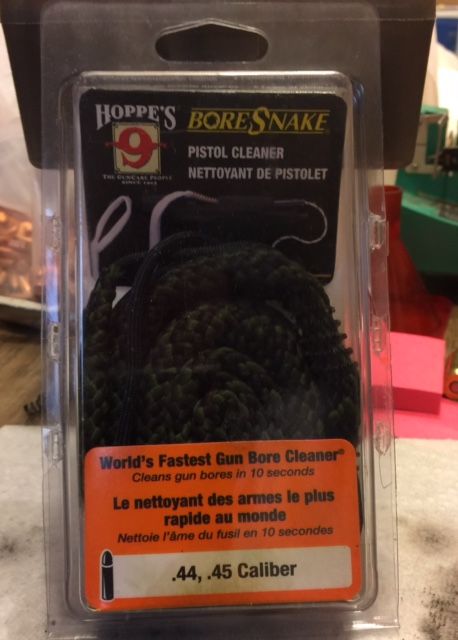 HOPPE'S
9
THE GUNCARE PEOPLE
SINCE 1903
BORESNAKE
PISTOL CLEANER
NETTOYANT DE PISTOLET
World's Fastest Gun Bore Cleaner®
Cleans gun bores in 10 seconds
Le nettoyant des armes le plus
rapide au monde
Nettoie l'âme du fusil en 10 secondes
.44, .45 Caliber